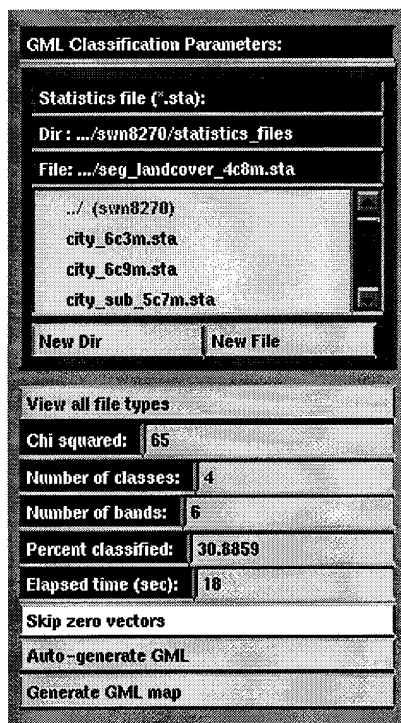 GML Classification Parameters:
Statistics file (*.sta):
Dir : .../swn8270/statistics_files
File: .../seg_landcover_4c8m.sta
../ (swn8270)
city_6c3m.sta
city_6c9m.sta
city_sub_5c7m.sta
New Dir New File
View all file types
Chi squared: 65
Number of classes: 4
Number of bands: 6
Percent classified: 30.8859
Elapsed time (sec): 18
Skip zero vectors
Auto-generate GML
Generate GML map